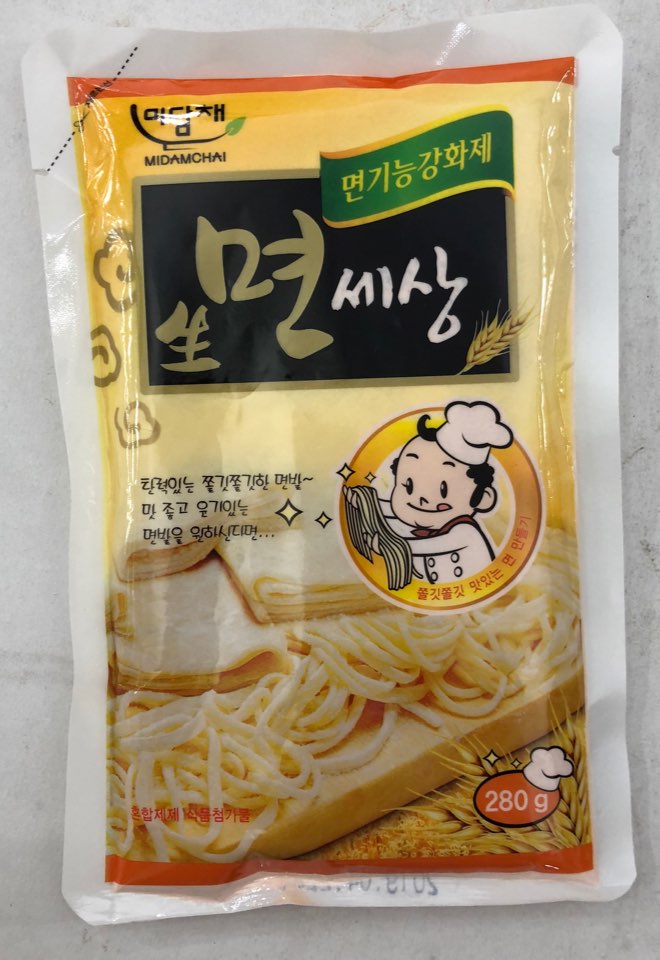 미담채
MIDAMCHAI
면기능강화제
生면세상
탄력있는 쫄깃쫄깃한 면발~
맛 좋고 윤기있는
면발을 원하신다면...
쫄깃쫄깃 맛있는 면 만들기
280 g
혼합제제 식품첨가물